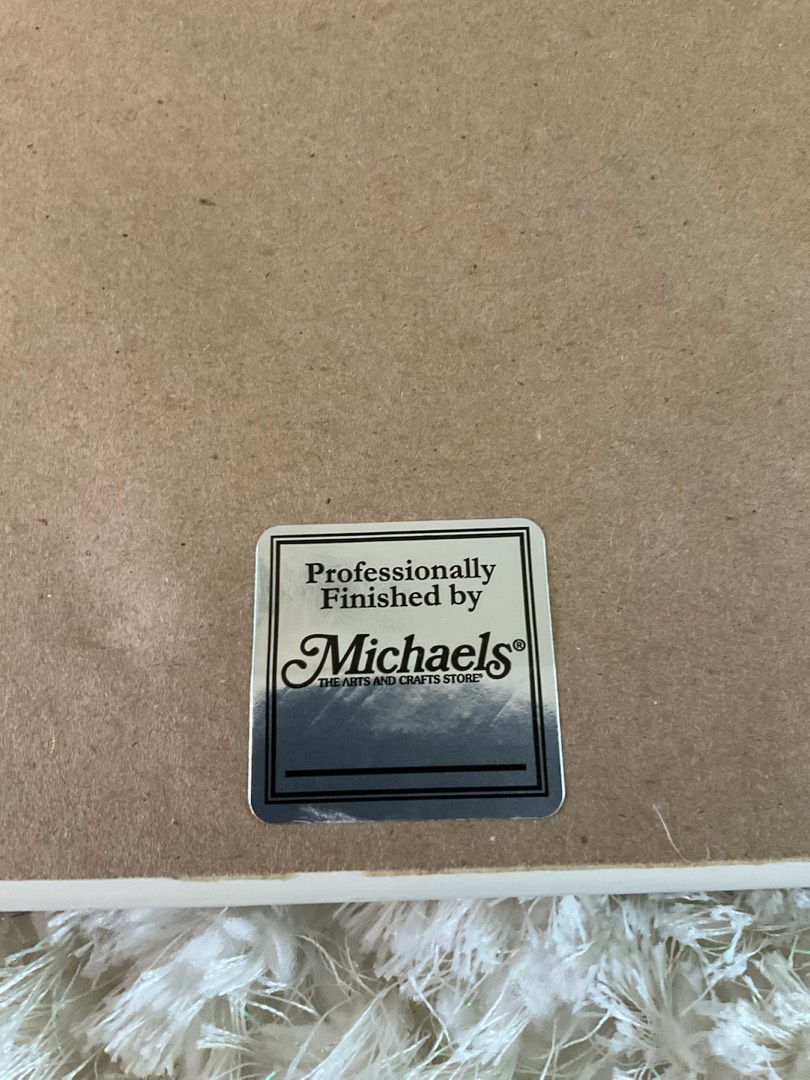 Professionally
Finished by
Michaels®
THE ARTS AND CRAFTS STORE®